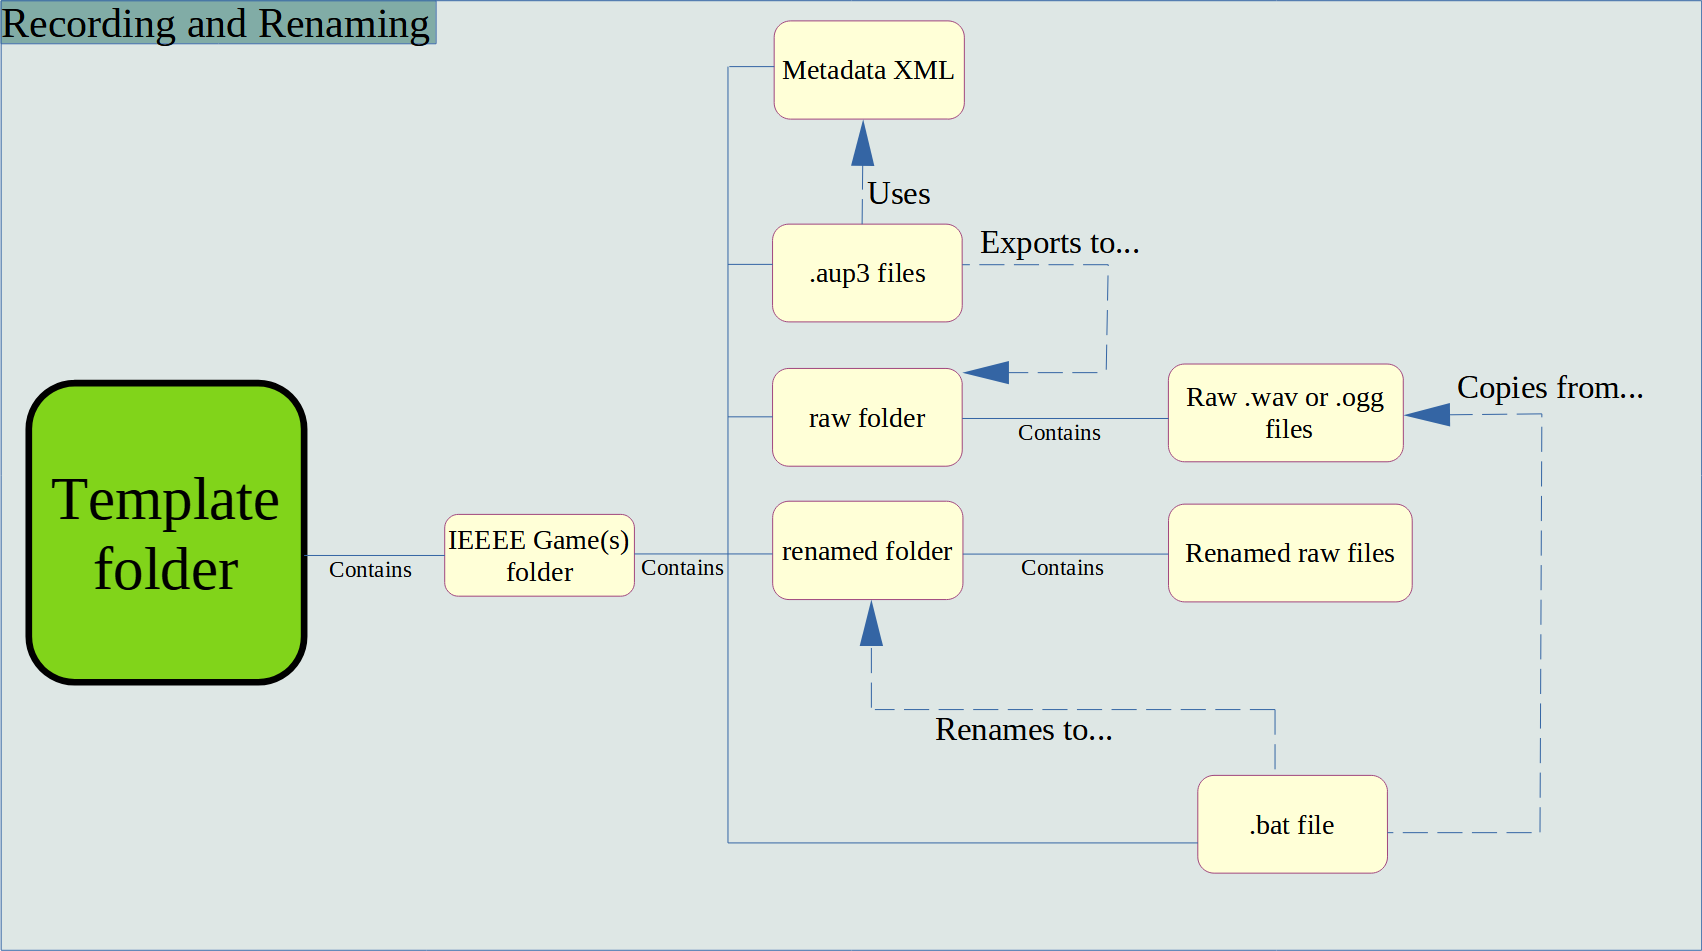 Recording and Renaming
Metadata XML
Uses
.aup3 files
Exports to...
raw folder
Contains
Raw .wav or .ogg
files
Copies from...
Template
folder
Contains
IEEEE Game(s)
folder
Contains
renamed folder
Contains
Renamed raw files
Renames to...
.bat file